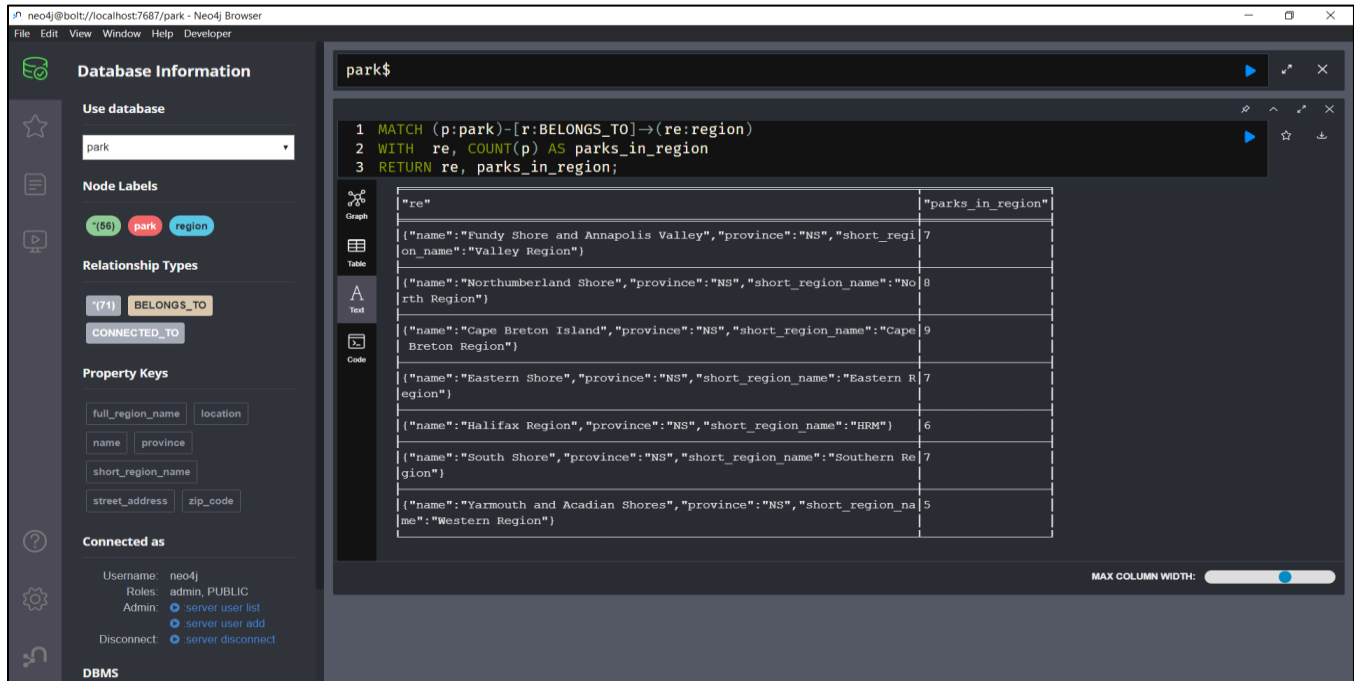 neo4j@bolt://localhost:7687/park - Neo4j Browser
File Edit View Window Help Developer
Database Information
Use database
park
Node Labels
*(56) park region
Relationship Types
*(71) BELONGS_TO
CONNECTED_TO
Property Keys
full_region_name location
name province
short_region_name
street_address zip_code
Connected as
Username: neo4j
Roles: admin, PUBLIC
Admin: :server user list
:server user add
Disconnect: :server disconnect
DBMS
park$
1 MATCH (p:park)-[r:BELONGS_TO]→(re:region)
2 WITH re, COUNT(p) AS parks_in_region
3 RETURN re, parks_in_region;
Graph
Table
A
Text
Code
"re" "parks_in_region"
{"name":"Fundy Shore and Annapolis Valley","province":"NS","short_regi 7
on_name":"Valley Region"}
{"name":"Northumberland Shore","province":"NS","short_region_name":"No 8
rth Region"}
{"name":"Cape Breton Island","province":"NS","short_region_name":"Cape 9
Breton Region"}
{"name":"Eastern Shore","province":"NS","short_region_name":"Eastern R 7
egion"}
{"name":"Halifax Region","province":"NS","short_region_name":"HRM"} 6
{"name":"South Shore","province":"NS","short_region_name":"Southern Re 7
gion"}
{"name":"Yarmouth and Acadian Shores","province":"NS","short_region_na 5
me":"Western Region"}
MAX COLUMN WIDTH: